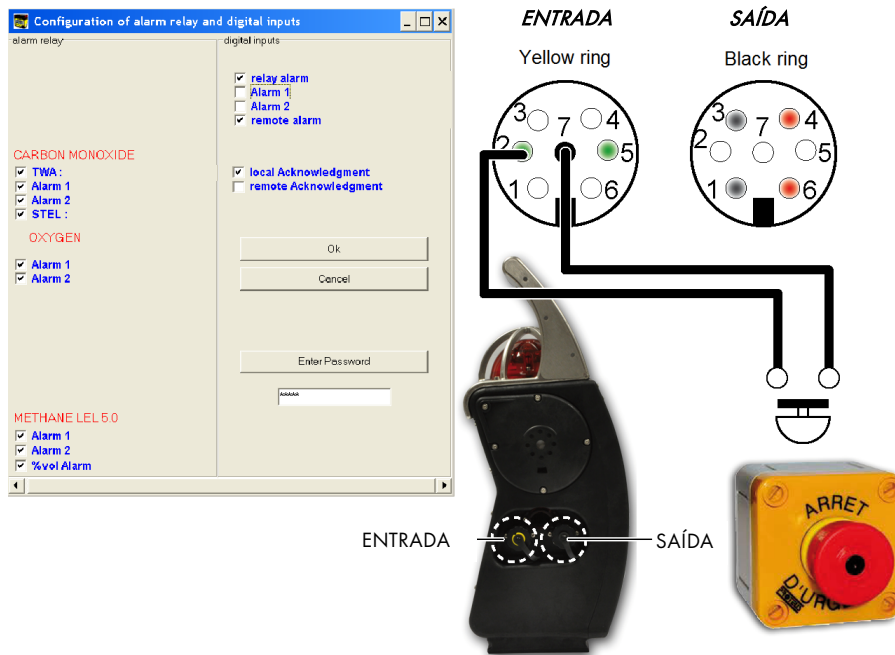 Configuration of alarm relay and digital inputs
alarm relay
CARBON MONOXIDE
TWA :
Alarm 1
Alarm 2
STEL :
OXYGEN
Alarm 1
Alarm 2
METHANE LEL 5.0
Alarm 1
Alarm 2
%vol Alarm
digital inputs
relay alarm
Alarm 1
Alarm 2
remote alarm
local Acknowledgment
remote Acknowledgment
Ok
Cancel
Enter Password
*****
ENTRADA
Yellow ring
3 4
2 7 5
1 6
SAÍDA
Black ring
3 4
2 7 5
1 6
ENTRADA
SAÍDA
ARRET